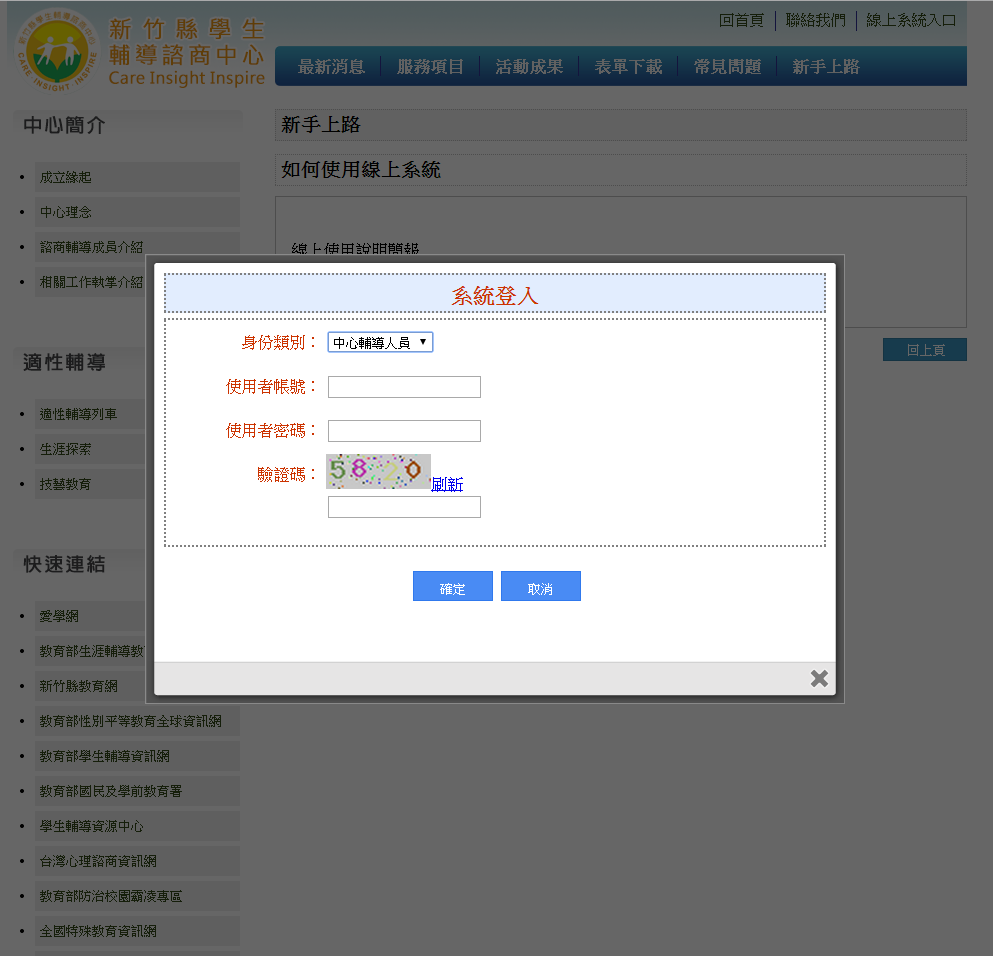 回首頁 聯絡我們 線上系統入口
新竹縣學生
輔導諮商中心
Care Insight Inspire
CARE INSIGHT INSPIRE
最新消息 服務項目 活動成果 表單下載 常見問題 新手上路
中心簡介
成立緣起
中心理念
諮商輔導成員介紹
相關工作執掌介紹
適性輔導
適性輔導列車
生涯探索
技藝教育
快速連結
愛學網
教育部生涯輔導教
新竹縣教育網
教育部性別平等教育全球資訊網
教育部學生輔導資訊網
教育部國民及學前教育署
學生輔導資源中心
台灣心理諮商資訊網
教育部防治校園霸凌專區
全國特殊教育資訊網
新手上路
如何使用線上系統
線上使用說明簡報
回上頁
系統登入
身份類別： 中心輔導人員
使用者帳號：
使用者密碼：
驗證碼： 5820 刷新
確定 取消